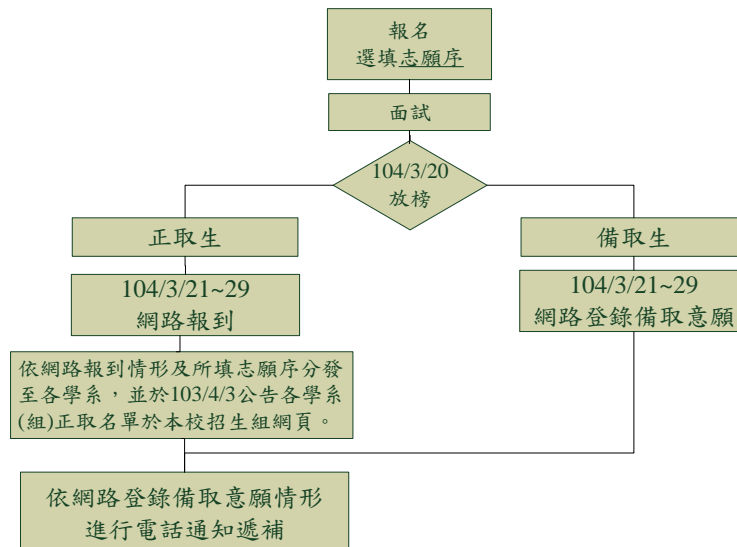 報名
選填志願序
面試
104/3/20
放榜
正取生
備取生
104/3/21~29
網路報到
104/3/21~29
網路登錄備取意願
依網路報到情形及所填志願序分發
至各學系，並於103/4/3公告各學系
(組)正取名單於本校招生組網頁。
依網路登錄備取意願情形
進行電話通知遞補